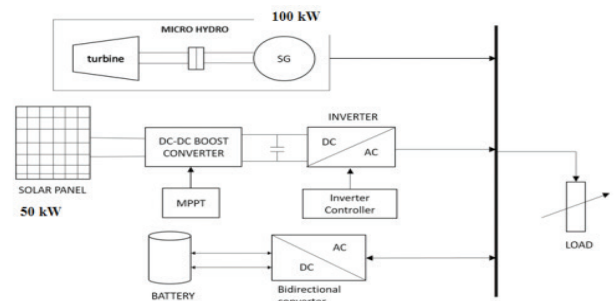 100 kW
MICRO HYDRO
turbine
SG
INVERTER
DC-DC BOOST
CONVERTER
DC
AC
SOLAR PANEL
50 kW
MPPT
Inverter
Controller
LOAD
AC
DC
BATTERY
Bidirectional
converter